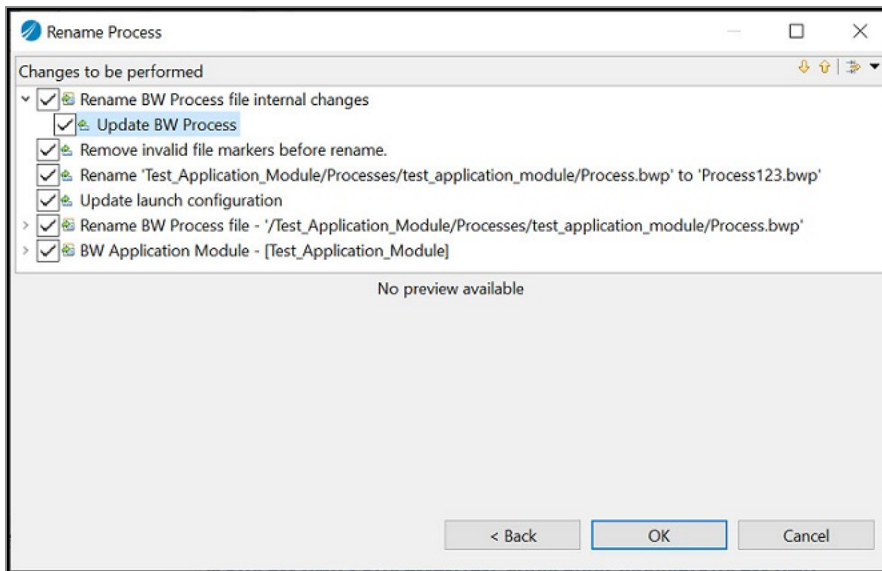 Rename Process
Changes to be performed
Rename BW Process file internal changes
Update BW Process
Remove invalid file markers before rename.
Rename 'Test_Application_Module/Processes/test_application_module/Process.bwp' to 'Process123.bwp'
Update launch configuration
Rename BW Process file - '/Test_Application_Module/Processes/test_application_module/Process.bwp'
BW Application Module - [Test_Application_Module]
No preview available
< Back
OK
Cancel